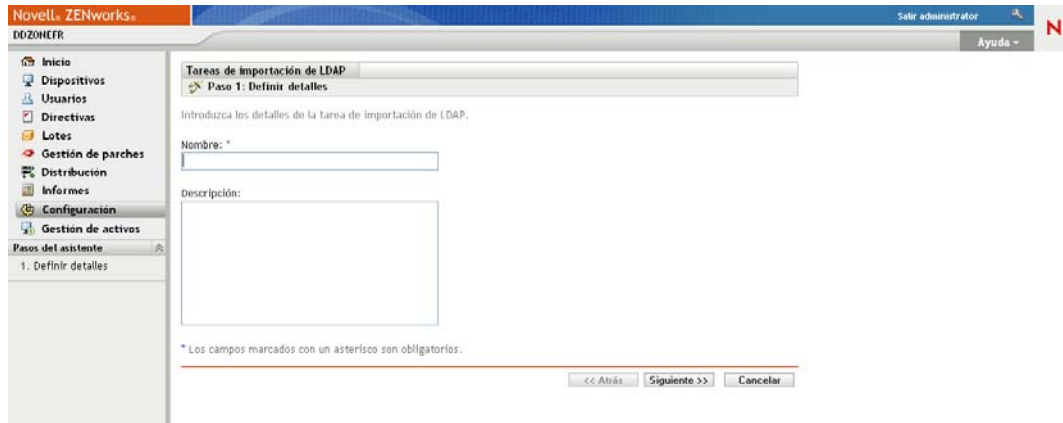 Novell® ZENworks®
Salir administrator
N
DDZONEFR
Ayuda
Inicio
Dispositivos
Usuarios
Directivas
Lotes
Gestión de parches
Distribución
Informes
Configuración
Gestión de activos
Pasos del asistente
1. Definir detalles
Tareas de importación de LDAP
Paso 1: Definir detalles
Introduzca los detalles de la tarea de importación de LDAP.
Nombre: *
Descripción:
* Los campos marcados con un asterisco son obligatorios.
<< Atrás
Siguiente >>
Cancelar